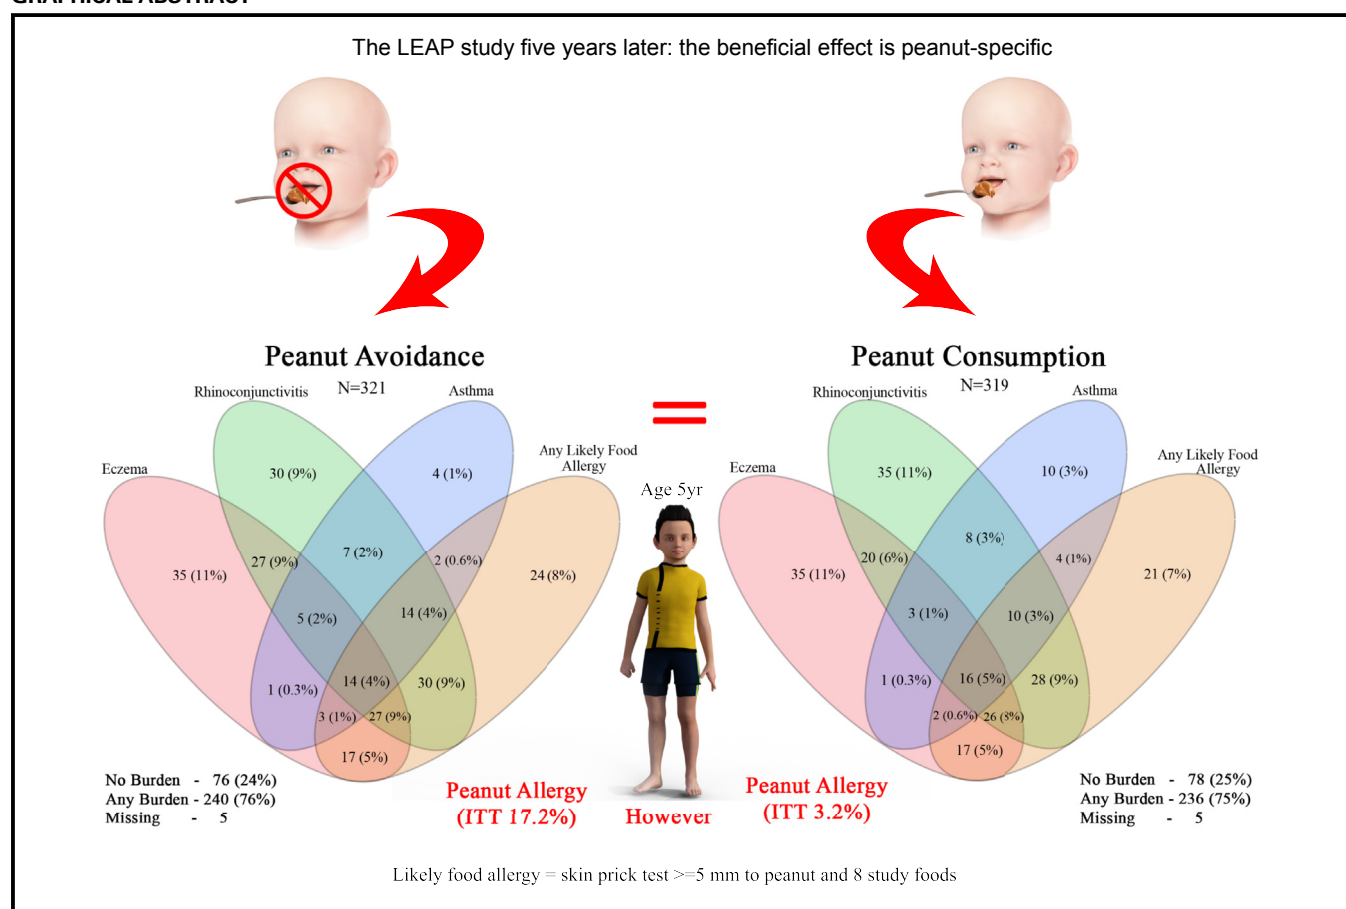 GRAPHICAL ABSTRACT
The LEAP study five years later: the beneficial effect is peanut-specific
Peanut Avoidance
N=321
Rhinoconjunctivitis
Asthma
Eczema
Any Likely Food
Allergy
30 (9%)
4 (1%)
7 (2%)
27 (9%)
2 (0.6%)
35 (11%)
24 (8%)
5 (2%)
14 (4%)
1 (0.3%)
14 (4%)
30 (9%)
3 (1%)
27 (9%)
17 (5%)
No Burden - 76 (24%)
Any Burden - 240 (76%)
Missing - 5
Peanut Allergy
(ITT 17.2%)
=
Age 5yr
However
Peanut Consumption
N=319
Rhinoconjunctivitis
Asthma
Eczema
Any Likely Food
Allergy
35 (11%)
10 (3%)
8 (3%)
20 (6%)
4 (1%)
35 (11%)
21 (7%)
3 (1%)
10 (3%)
1 (0.3%)
16 (5%)
28 (9%)
2 (0.6%)
26 (8%)
17 (5%)
Peanut Allergy
(ITT 3.2%)
No Burden - 78 (25%)
Any Burden - 236 (75%)
Missing - 5
Likely food allergy = skin prick test >=5 mm to peanut and 8 study foods